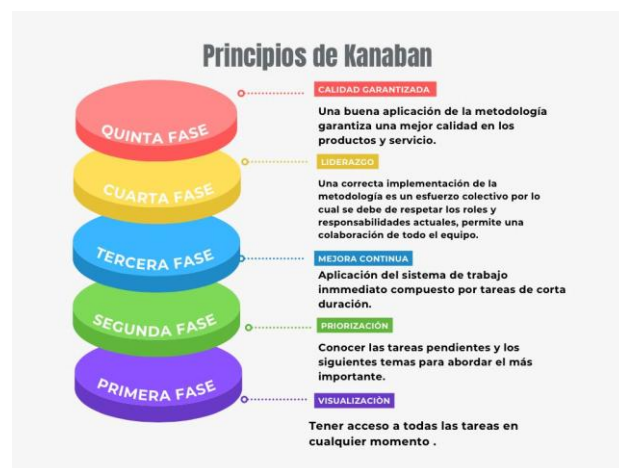 Principios de Kanaban
QUINTA FASE
CALIDAD GARANTIZADA
Una buena aplicación de la metodología
garantiza una mejor calidad en los
productos y servicio.
CUARTA FASE
LIDERAZGO
Una correcta implementación de la
metodología es un esfuerzo colectivo por lo
cual se debe de respetar los roles y
responsabilidades actuales, permite una
colaboración de todo el equipo.
TERCERA FASE
MEJORA CONTINUA
Aplicación del sistema de trabajo
inmmediato compuesto por tareas de corta
duración.
SEGUNDA FASE
PRIORIZACIÓN
Conocer las tareas pendientes y los
siguientes temas para abordar el más
importante.
PRIMERA FASE
VISUALIZACIÒN
Tener acceso a todas las tareas en
cualquier momento .